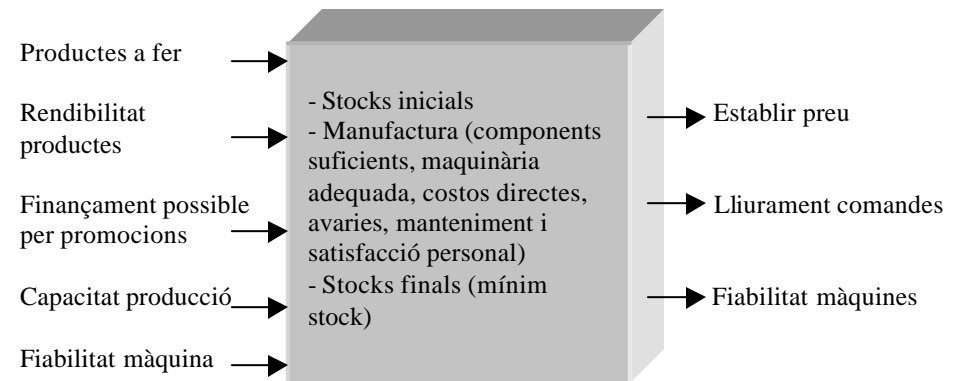 Productes a fer
Rendibilitat
productes
Finançament possible
per promocions
Capacitat producció
Fiabilitat màquina
- Stocks inicials
- Manufactura (components
suficients, maquinària
adequada, costos directes,
avaries, manteniment i
satisfacció personal)
- Stocks finals (mínim
stock)
Establir preu
Lliurament comandes
Fiabilitat màquines